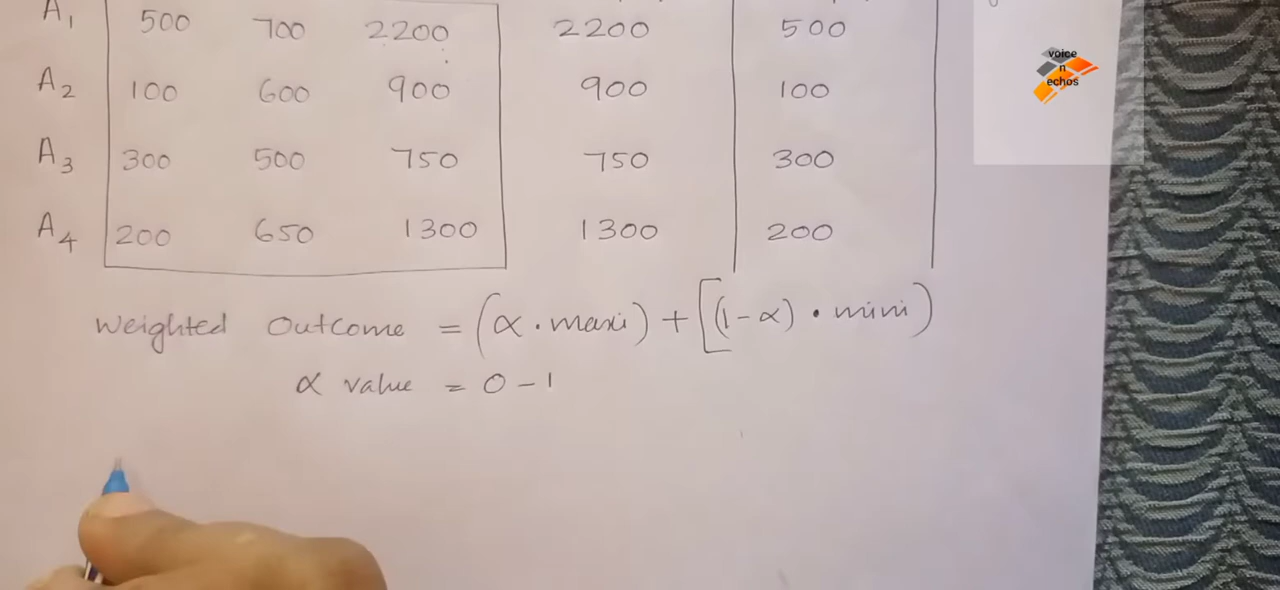 A1 500 700 2200 2200 500
A2 100 600 900 900 100
A3 300 500 750 750 300
A4 200 650 1300 1300 200
Weighted Outcome = (α . maxi) + [(1-α) . mini)
α value = 0 - 1
voice
n
echos